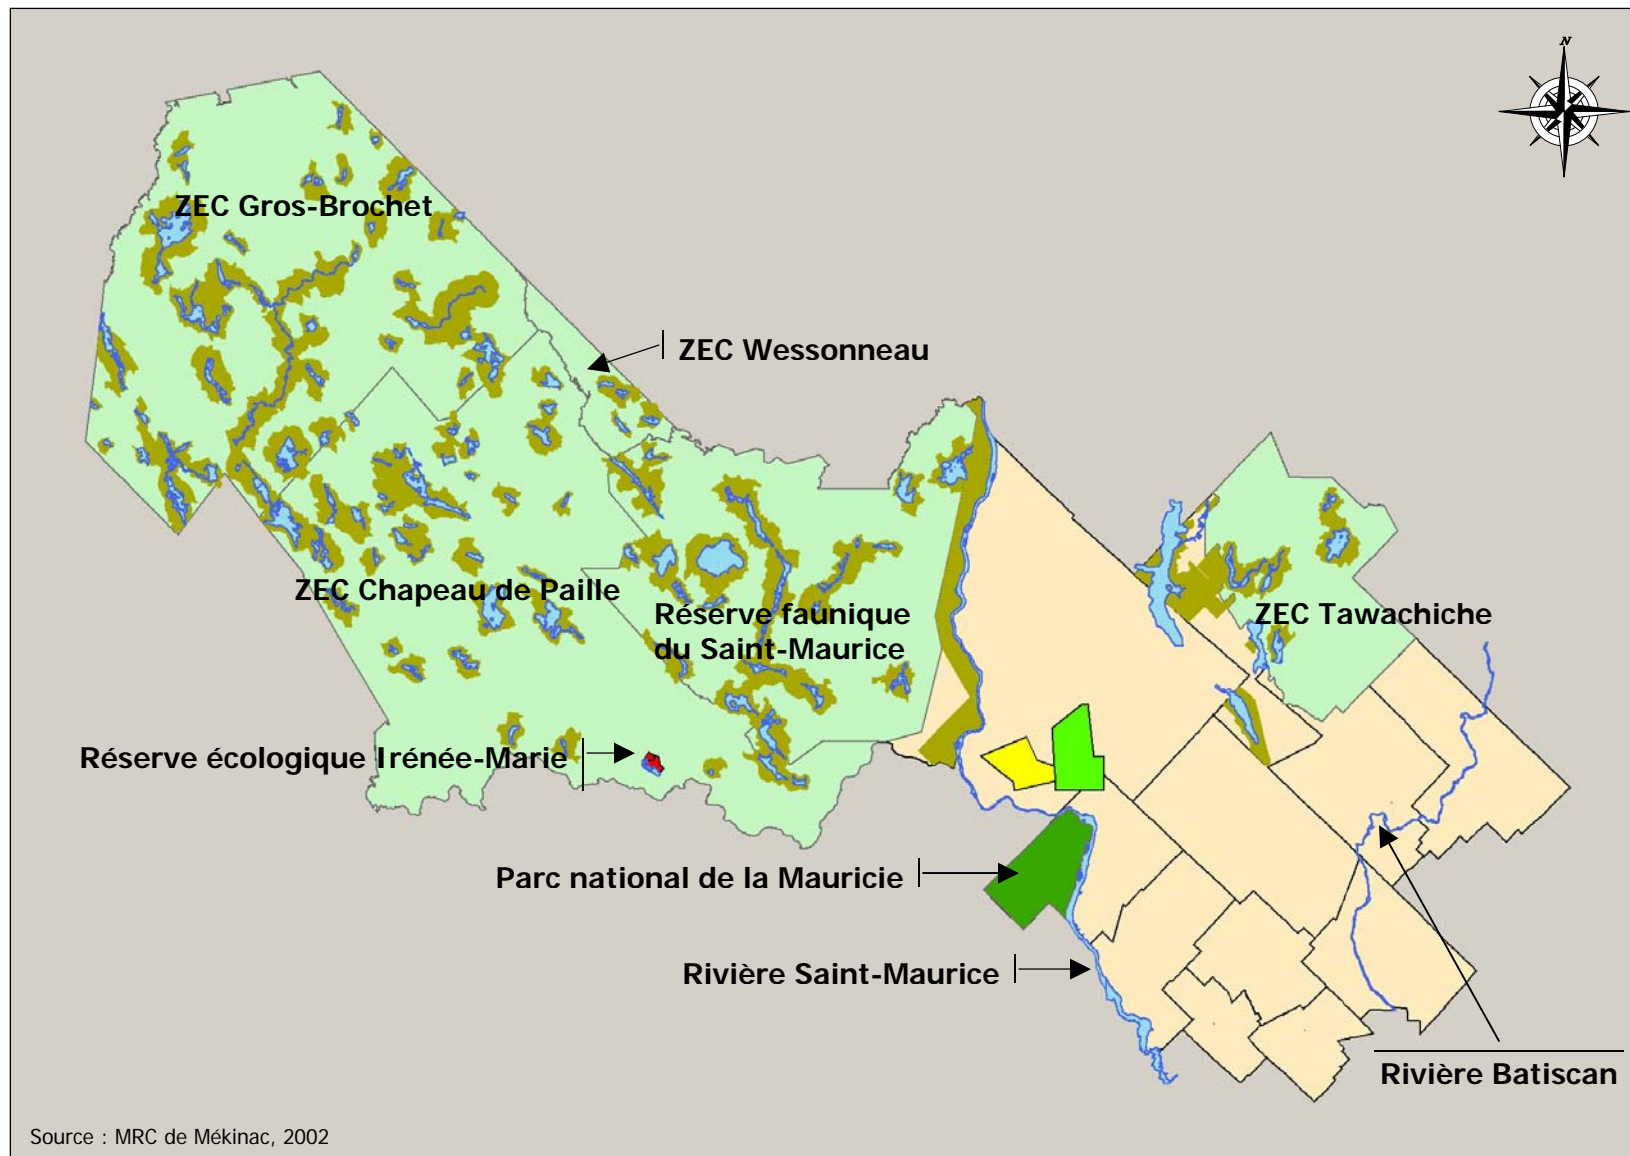 N
ZEC Gros-Brochet
ZEC Wessonneau
ZEC Chapeau de Paille
Réserve faunique
du Saint-Maurice
ZEC Tawachiche
Réserve écologique Irénée-Marie
Parc national de la Mauricie
Rivière Saint-Maurice
Rivière Batiscan
Source : MRC de Mékinac, 2002